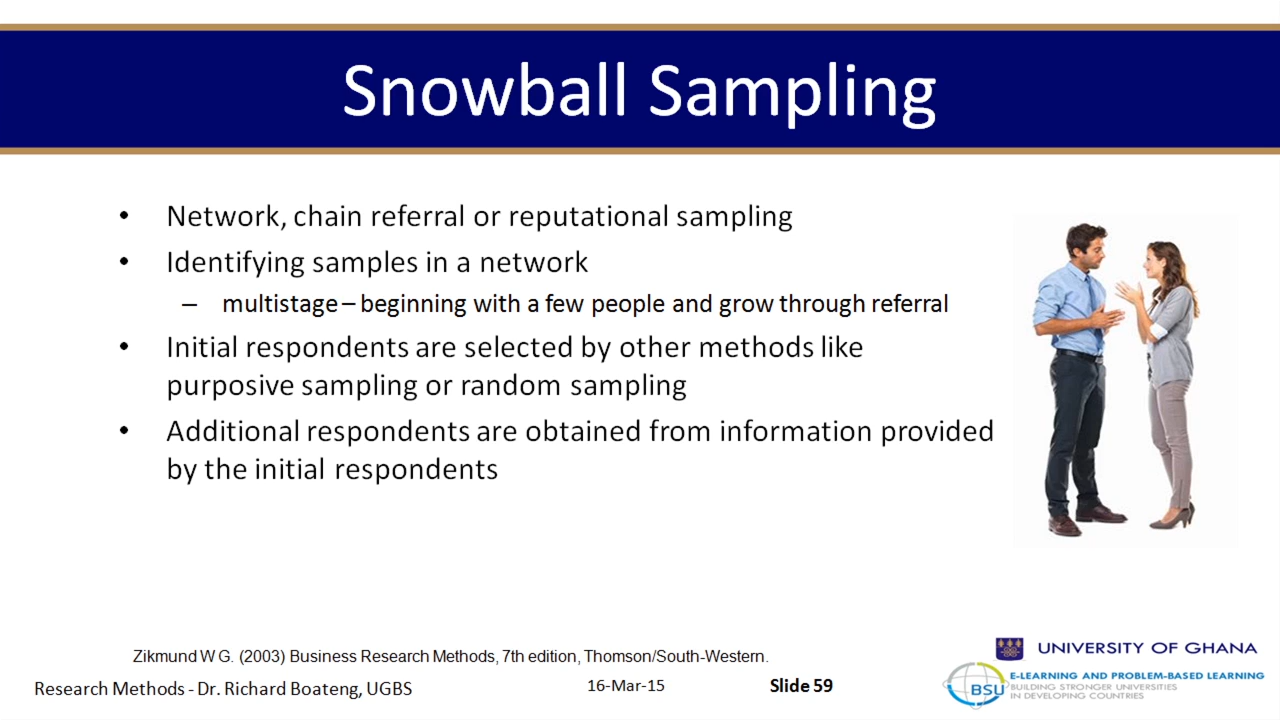 Snowball Sampling
• Network, chain referral or reputational sampling
• Identifying samples in a network
– multistage – beginning with a few people and grow through referral
• Initial respondents are selected by other methods like
purposive sampling or random sampling
• Additional respondents are obtained from information provided
by the initial respondents
Zikmund W G. (2003) Business Research Methods, 7th edition, Thomson/South-Western.
Research Methods - Dr. Richard Boateng, UGBS
16-Mar-15
Slide 59
UNIVERSITY OF GHANA
BSU
E-LEARNING AND PROBLEM-BASED LEARNING
BUILDING STRONGER UNIVERSITIES
IN DEVELOPING COUNTRIES